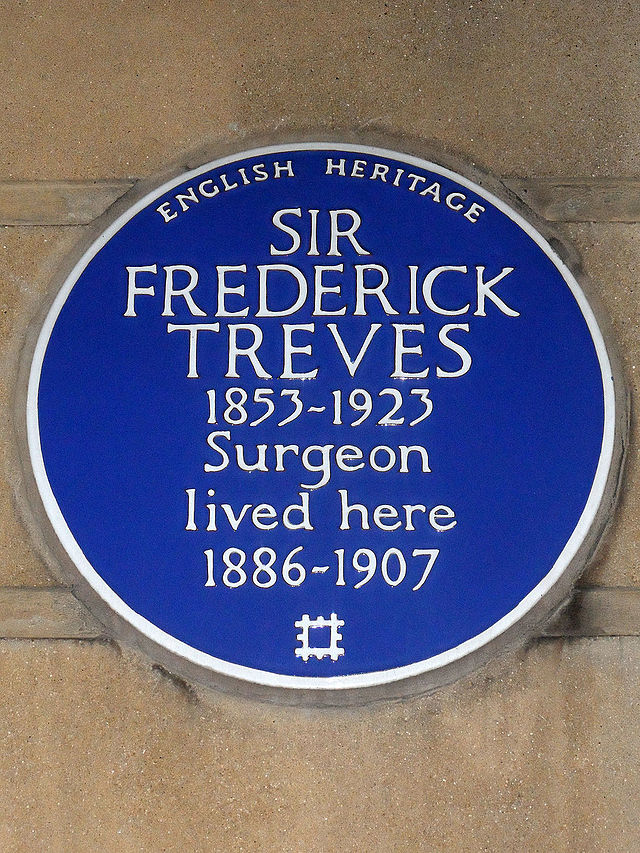 ENGLISH HERITAGE
SIR
FREDERICK
TREVES
1853-1923
Surgeon
lived here
1886-1907